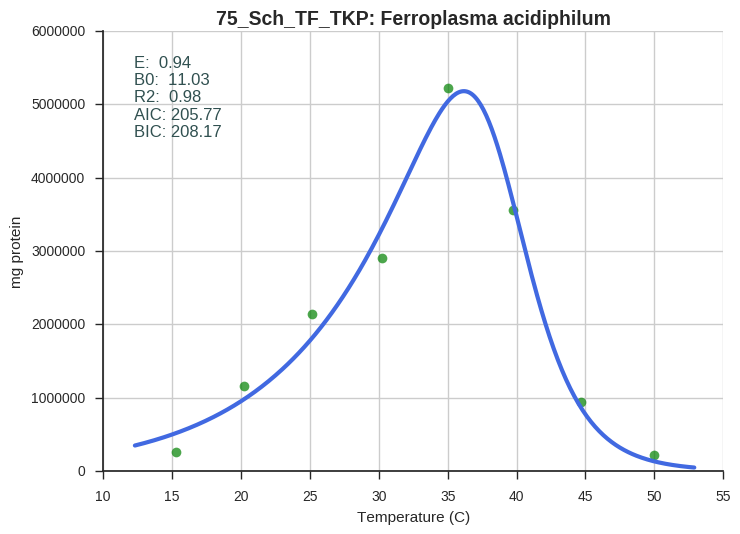 75_Sch_TF_TKP: Ferroplasma acidiphilum
E: 0.94
B0: 11.03
R2: 0.98
AIC: 205.77
BIC: 208.17
6000000
5000000
4000000
3000000
2000000
1000000
0
mg protein
10 15 20 25 30 35 40 45 50 55
Temperature (C)